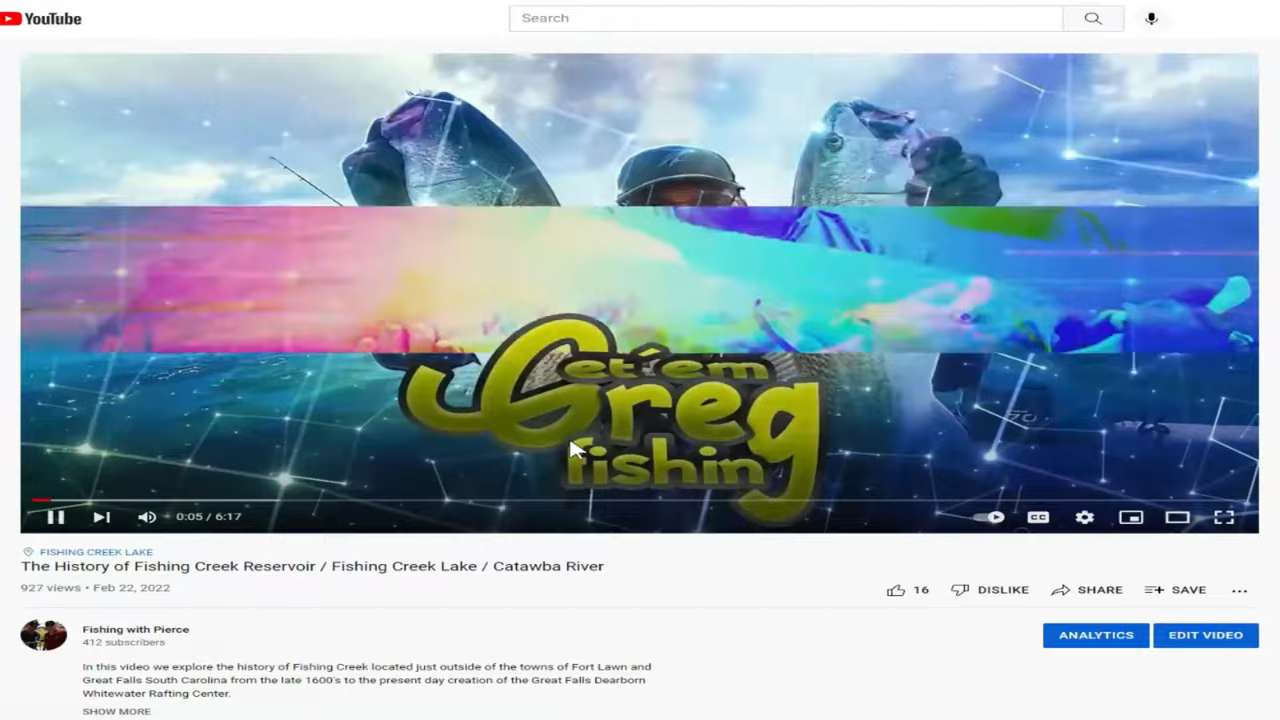 YouTube
Search
Get'em
Greg
fishin
0:05 / 6:17
CC
FISHING CREEK LAKE
The History of Fishing Creek Reservoir / Fishing Creek Lake / Catawba River
927 views • Feb 22, 2022
16
DISLIKE
SHARE
SAVE
Fishing with Pierce
412 subscribers
ANALYTICS
EDIT VIDEO
In this video we explore the history of Fishing Creek located just outside of the towns of Fort Lawn and
Great Falls South Carolina from the late 1600's to the present day creation of the Great Falls Dearborn
Whitewater Rafting Center.
SHOW MORE